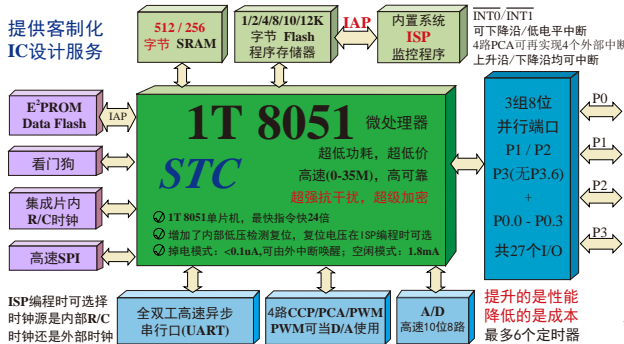 提供客制化
IC设计服务
512 / 256
字节 SRAM
1/2/4/8/10/12K
字节 Flash
程序存储器
IAP
内置系统
ISP
监控程序
INT0/INT1
可下降沿/低电平中断
4路PCA可再实现4个外部中断
上升沿/下降沿均可中断
E²PROM
Data Flash
IAP
看门狗
集成片内
R/C时钟
高速SPI
1T 8051 微处理器
STC
超低功耗，超低价
高速(0-35M)，高可靠
超强抗干扰，超级加密
1T 8051单片机，最快指令快24倍
增加了内部低压检测复位，复位电压在ISP编程时可选
掉电模式：<0.1uA,可由外中断唤醒；空闲模式：1.8mA
3组8位
并行端口
P1 / P2
P3(无P3.6)
+
P0.0 - P0.3
共27个I/O
P0
P1
P2
P3
ISP编程时可选择
时钟源是内部R/C
时钟还是外部时钟
全双工高速异步
串行口(UART)
4路CCP/PCA/PWM
PWM可当D/A使用
A/D
高速10位8路
提升的是性能
降低的是成本
最多6个定时器